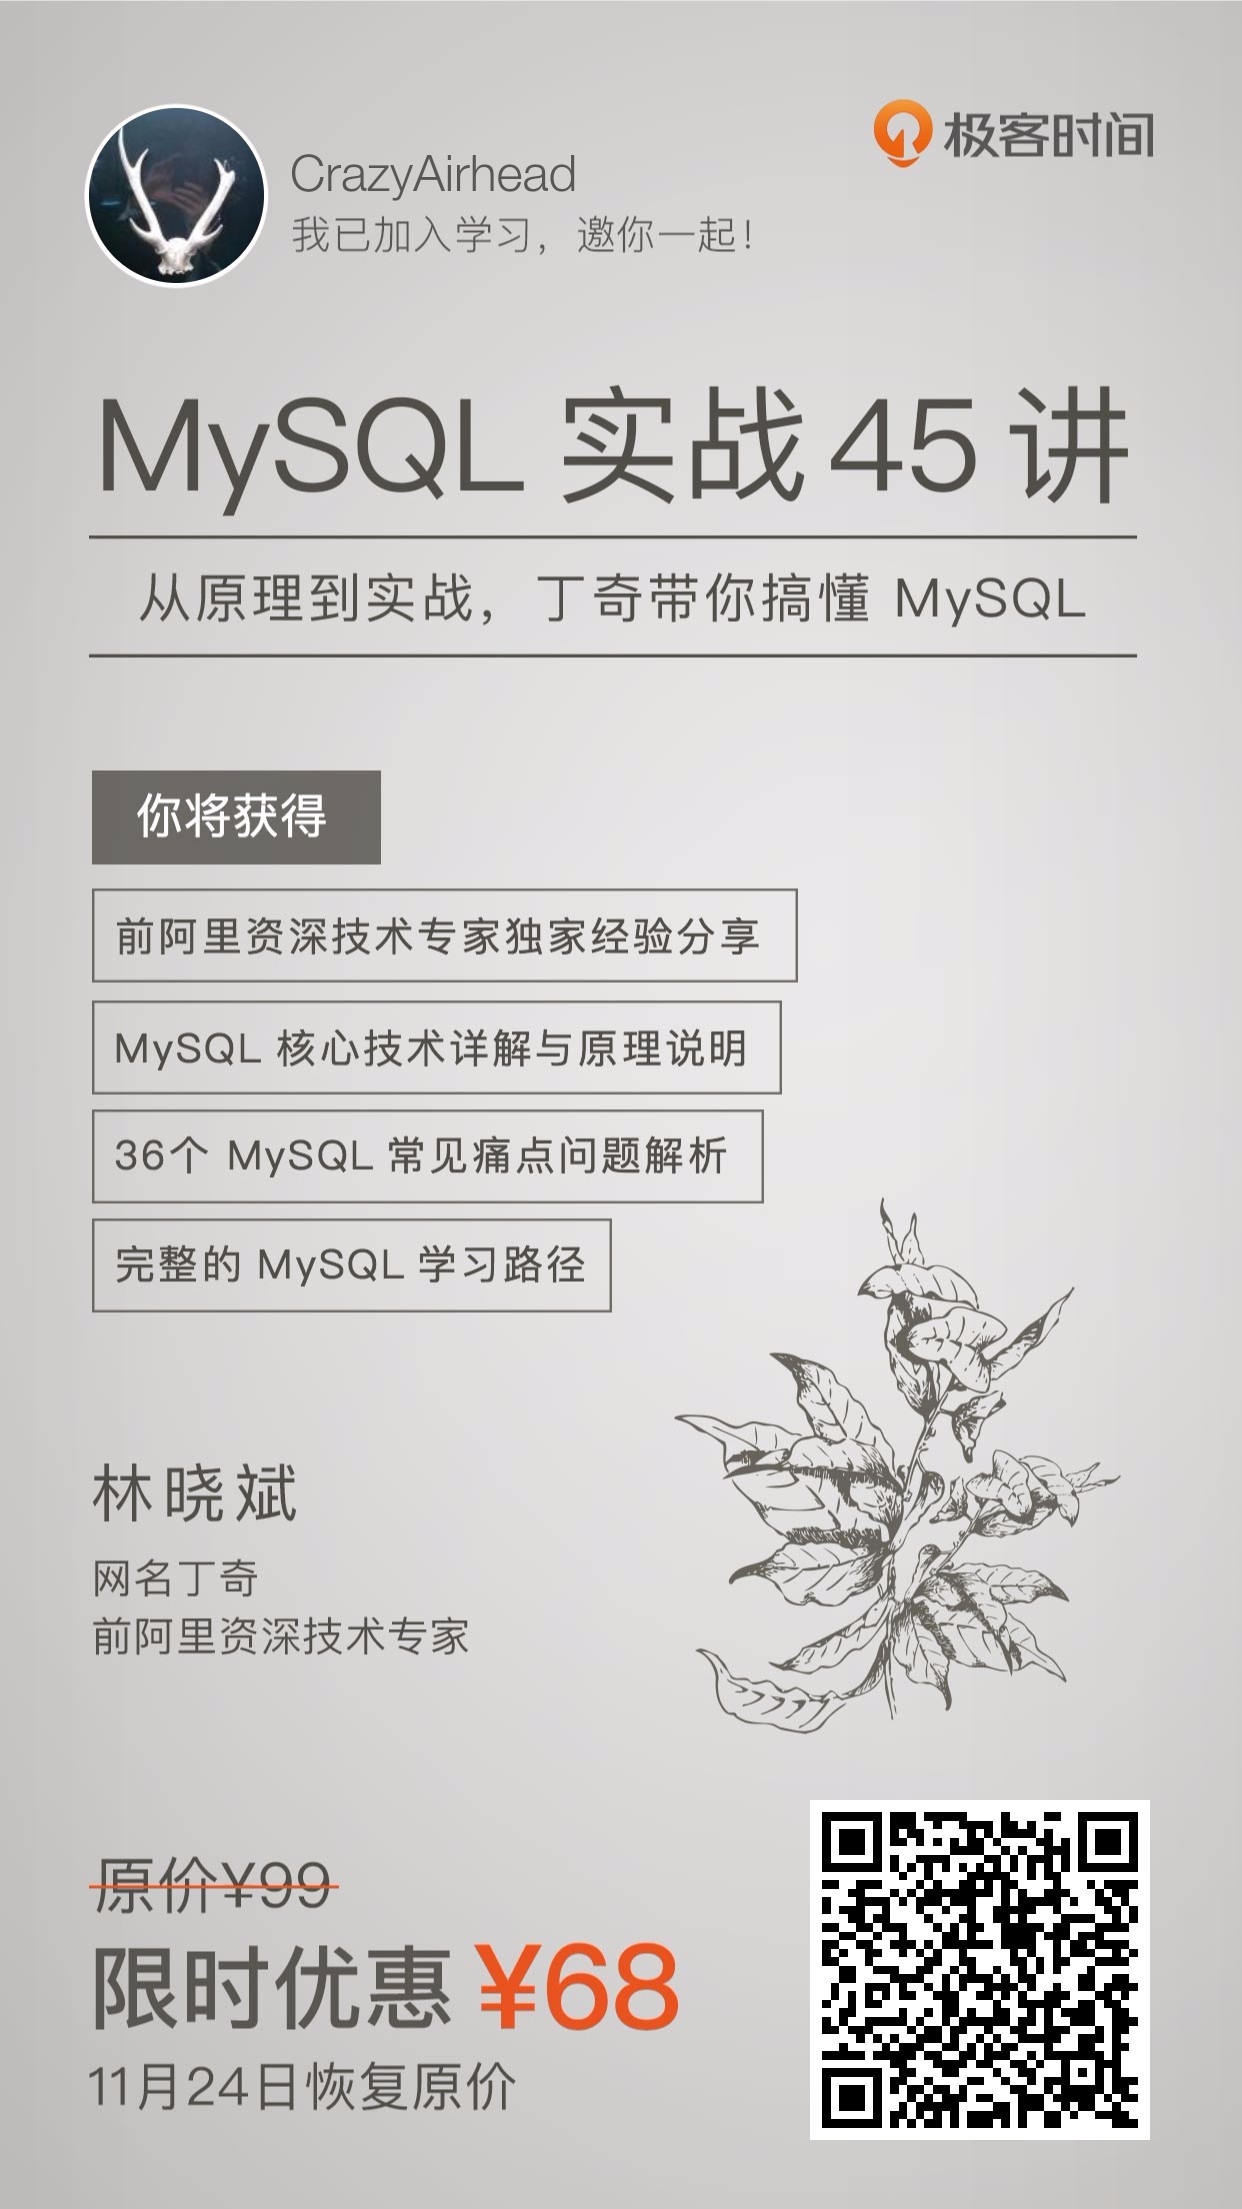 CrazyAirhead
我已加入学习，邀你一起！
极客时间
MySQL 实战 45 讲
从原理到实战，丁奇带你搞懂 MySQL
你将获得
前阿里资深技术专家独家经验分享
MySQL 核心技术详解与原理说明
36个 MySQL 常见痛点问题解析
完整的 MySQL 学习路径
林晓斌
网名丁奇
前阿里资深技术专家
原价¥99
限时优惠 ¥68
11月24日恢复原价